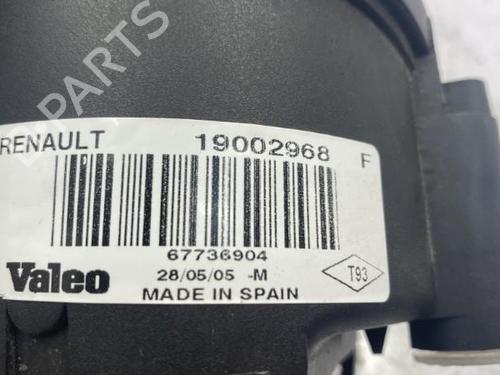 B-PARTS
RENAULT 19002968 F
67736904
28/05/05 -M
Valeo
MADE IN SPAIN
T93